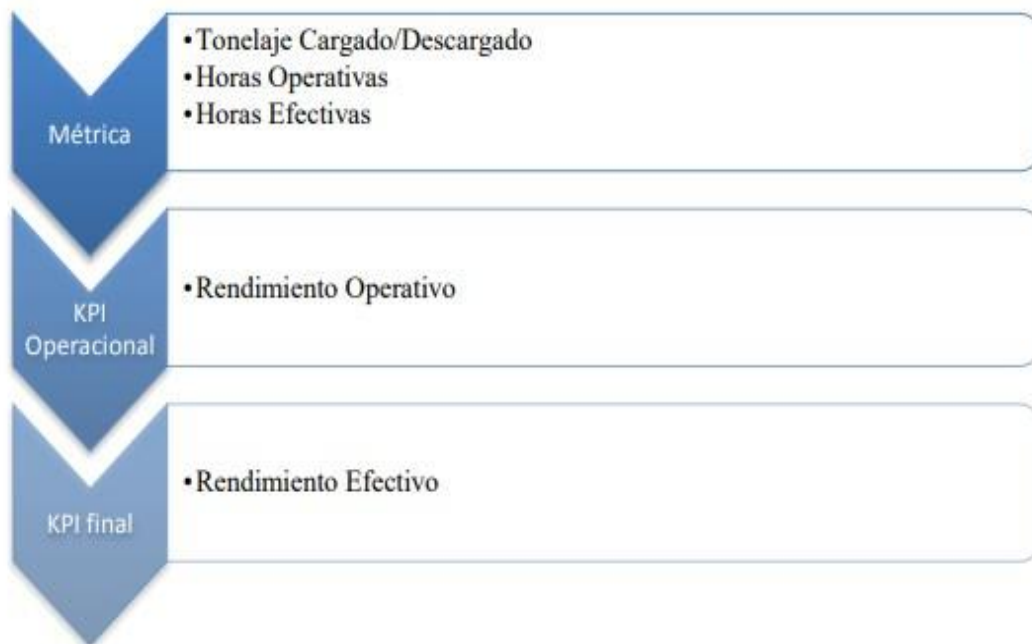 •Tonelaje Cargado/Descargado
•Horas Operativas
•Horas Efectivas
Métrica
•Rendimiento Operativo
KPI
Operacional
•Rendimiento Efectivo
KPI final